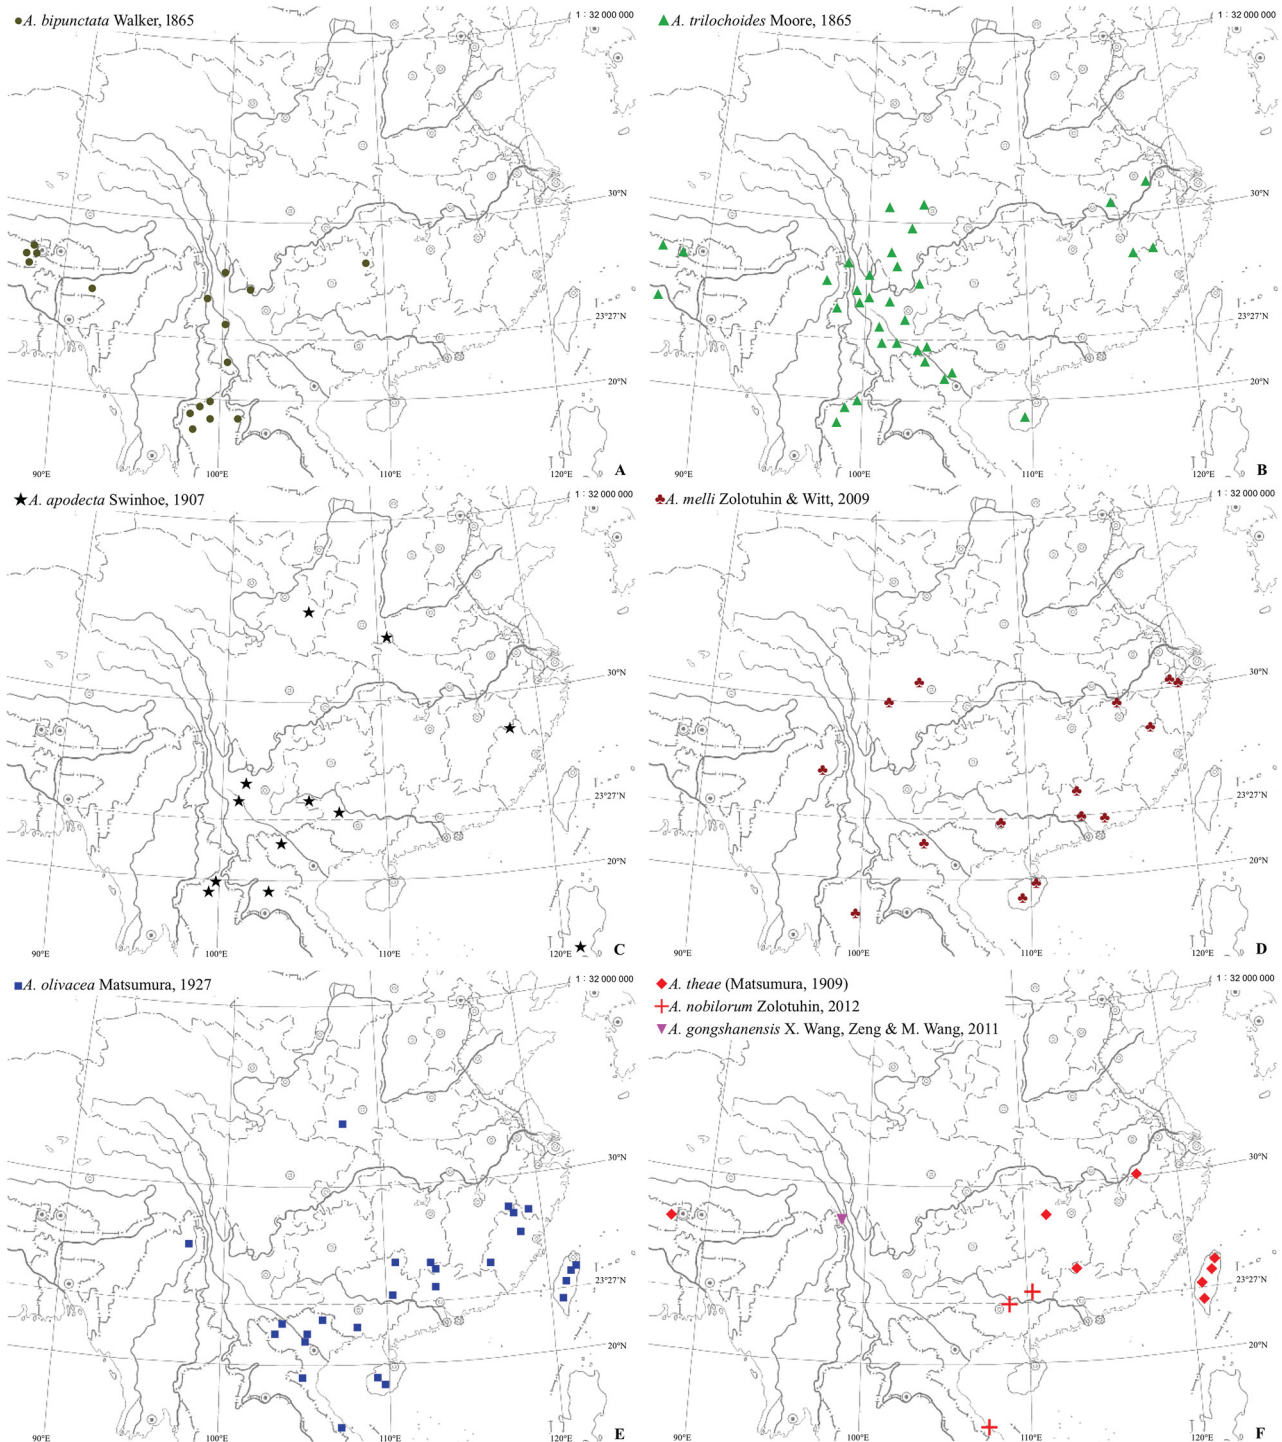 A. bipunctata Walker, l865
1 : 32 000 000
30°N
23°27'N
20°N
90°E
100°E
110°E
120°E
A
A. trilochoides Moore, 1865
1 : 32 000 000
30°N
23°27'N
20°N
90°E
100°E
110°E
120°E
B
A. apodecta Swinhoe, 1907
1 : 32 000 000
30°N
23°27'N
20°N
90°E
100°E
110°E
120°E
C
A. melli Zolotuhin & Witt, 2009
1 : 32 000 000
30°N
23°27'N
20°N
90°E
100°E
110°E
120°E
D
A. olivacea Matsumura, 1927
1 : 32 000 000
30°N
23°27'N
20°N
90°E
100°E
110°E
120°E
E
A. theae (Matsumura, 1909)
A. nobilorum Zolotuhin, 2012
A. gongshanensis X. Wang, Zeng & M. Wang, 2011
1 : 32 000 000
30°N
23°27'N
20°N
90°E
100°E
110°E
120°E
F